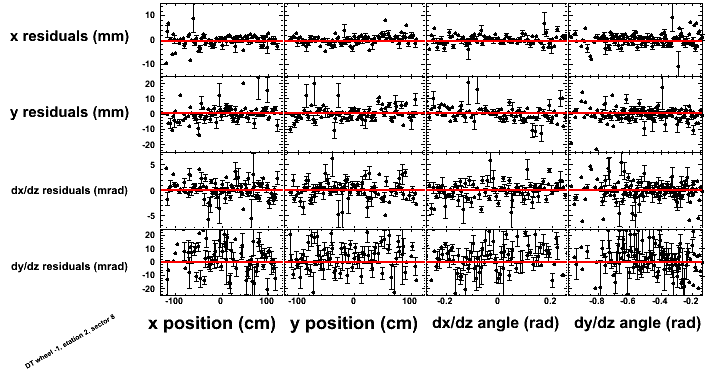 x residuals (mm)
10
0
-10
y residuals (mm)
20
10
0
-10
-20
dx/dz residuals (mrad)
5
0
-5
dy/dz residuals (mrad)
20
10
0
-10
-20
-100 0 100 -100 0 100 -0.2 0 0.2 -0.8 -0.6 -0.4 -0.2
x position (cm) y position (cm) dx/dz angle (rad) dy/dz angle (rad)
DT wheel -1, station 2, sector 8